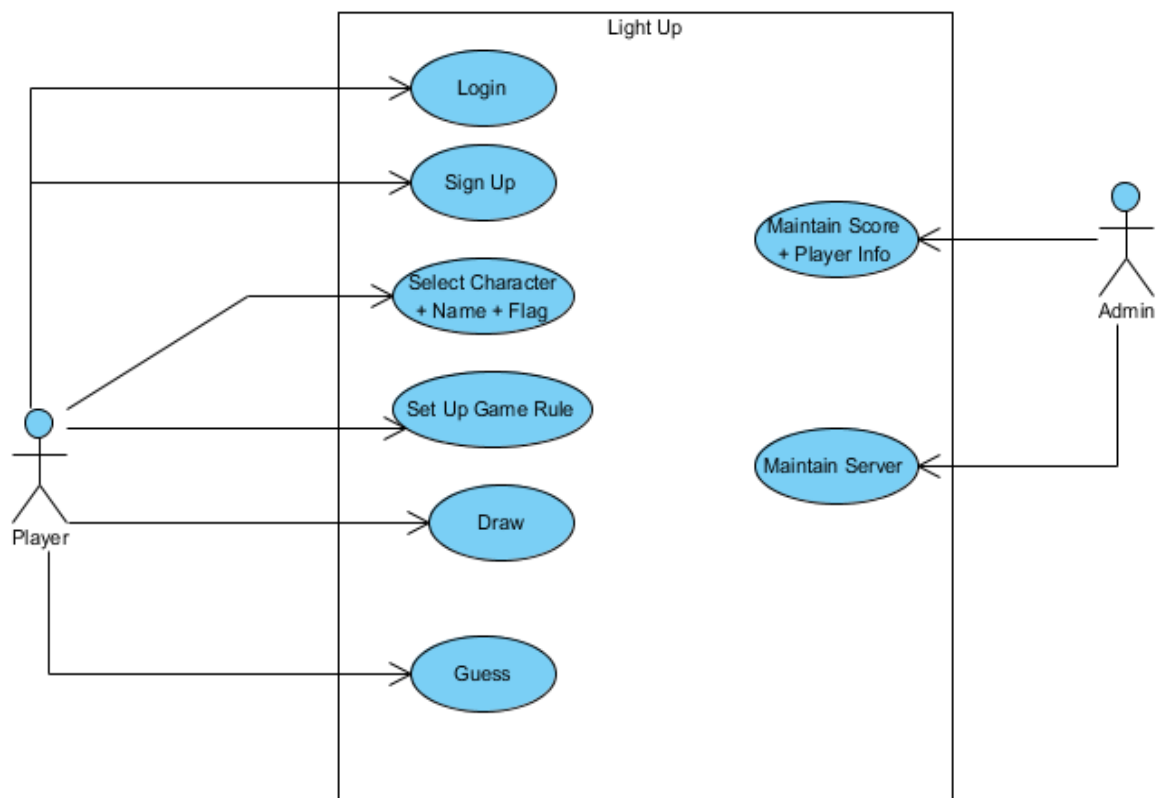 Light Up
Login
Sign Up
Select Character
+ Name + Flag
Set Up Game Rule
Draw
Guess
Player
Maintain Score
+ Player Info
Maintain Server
Admin